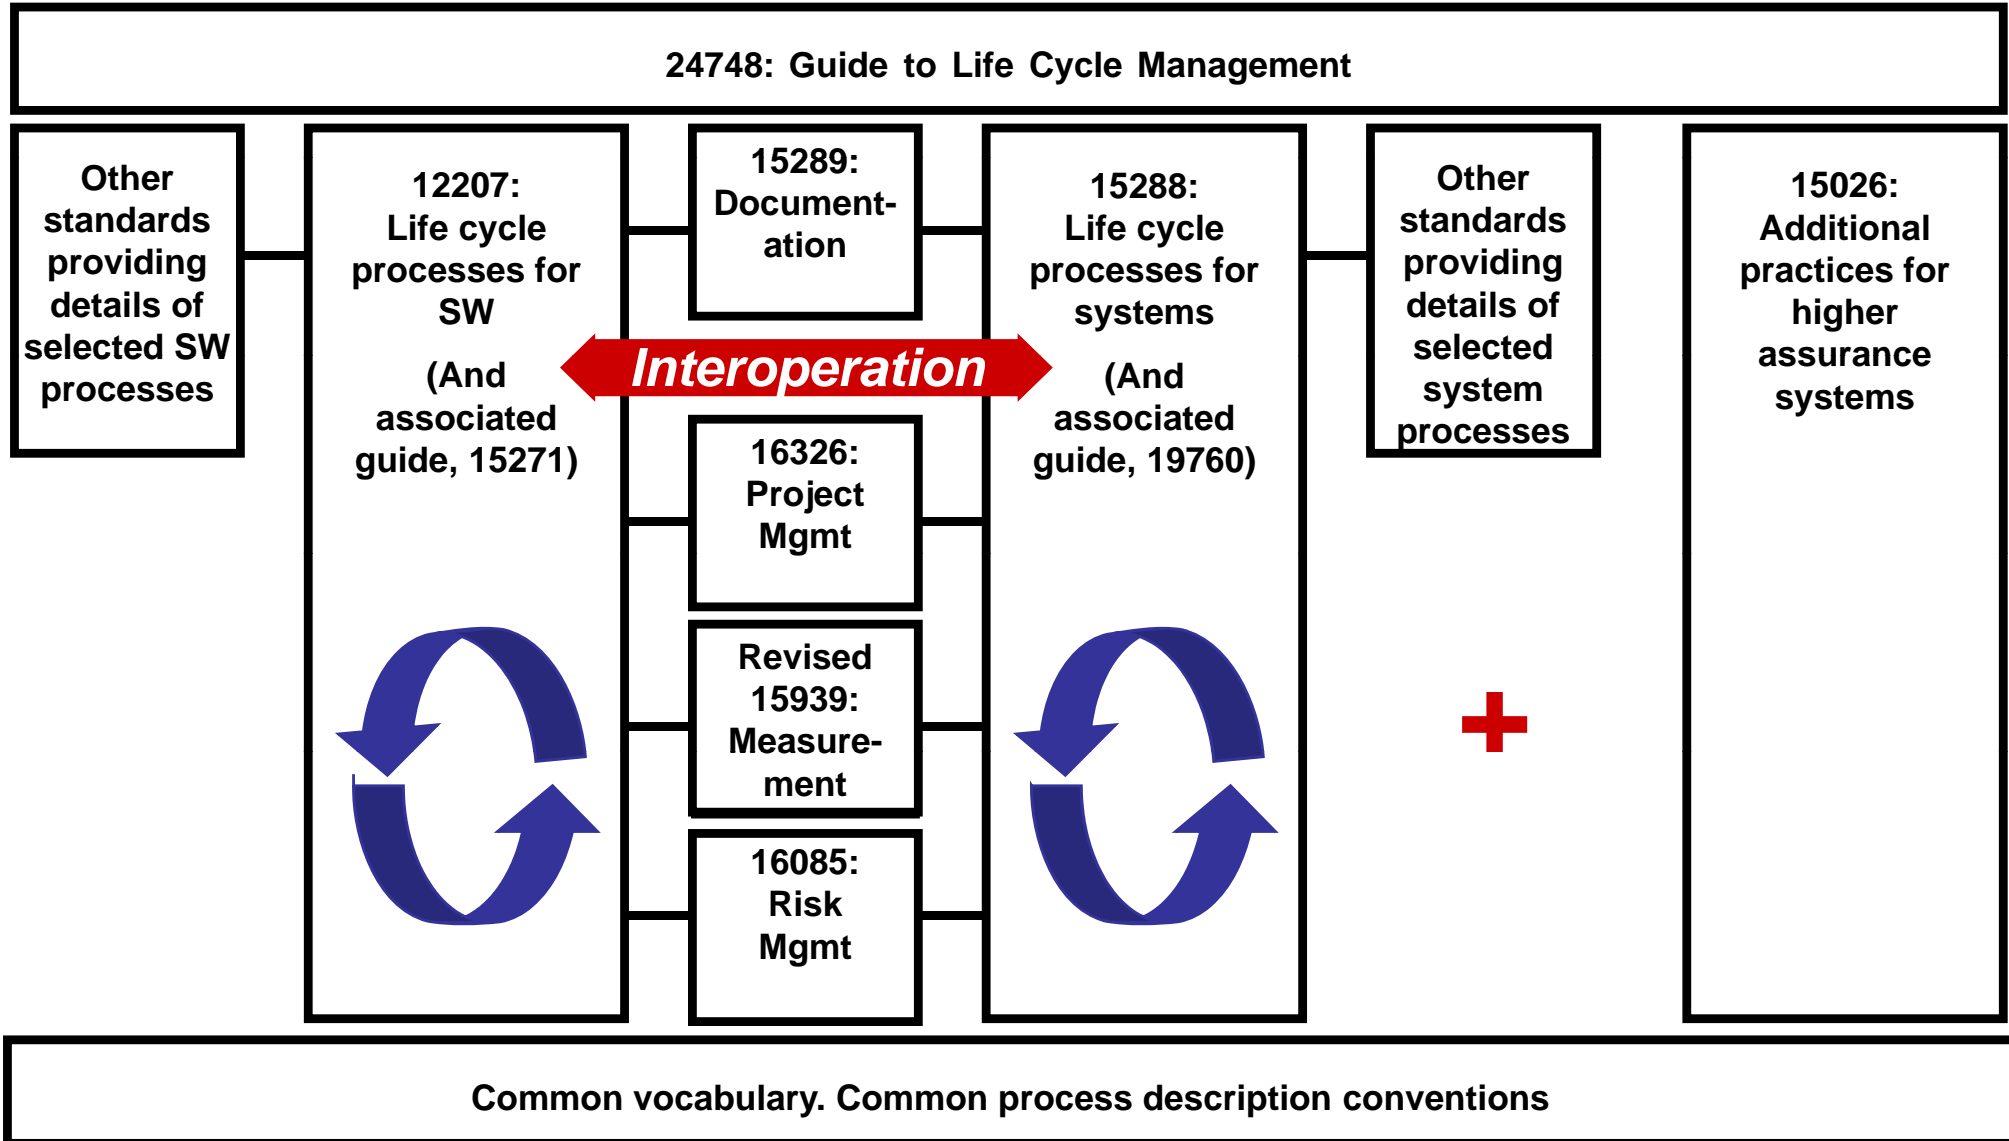 24748: Guide to Life Cycle Management
Other
standards
providing
details of
selected SW
processes
12207:
Life cycle
processes for
SW
(And
associated
guide, 15271)
15289:
Document-
ation
Interoperation
16326:
Project
Mgmt
Revised
15939:
Measure-
ment
16085:
Risk
Mgmt
15288:
Life cycle
processes for
systems
(And
associated
guide, 19760)
Other
standards
providing
details of
selected
system
processes
+
15026:
Additional
practices for
higher
assurance
systems
Common vocabulary. Common process description conventions